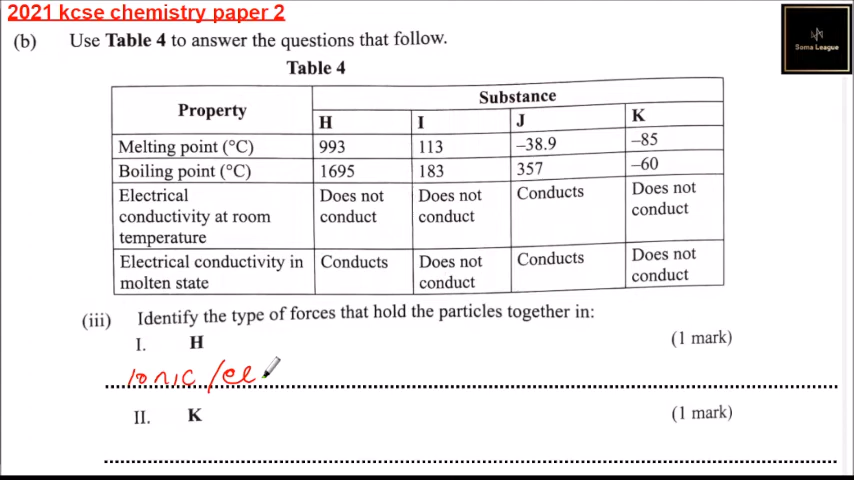 2021 kcse chemistry paper 2
Soma League
(b) Use Table 4 to answer the questions that follow.
Table 4
Property Substance
H I J K
Melting point (°C) 993 113 –38.9 –85
Boiling point (°C) 1695 183 357 –60
Electrical conductivity at room temperature Does not conduct Does not conduct Conducts Does not conduct
Electrical conductivity in molten state Conducts Does not conduct Conducts Does not conduct
(iii) Identify the type of forces that hold the particles together in:
I. H (1 mark)
Ionic /el
II. K (1 mark)